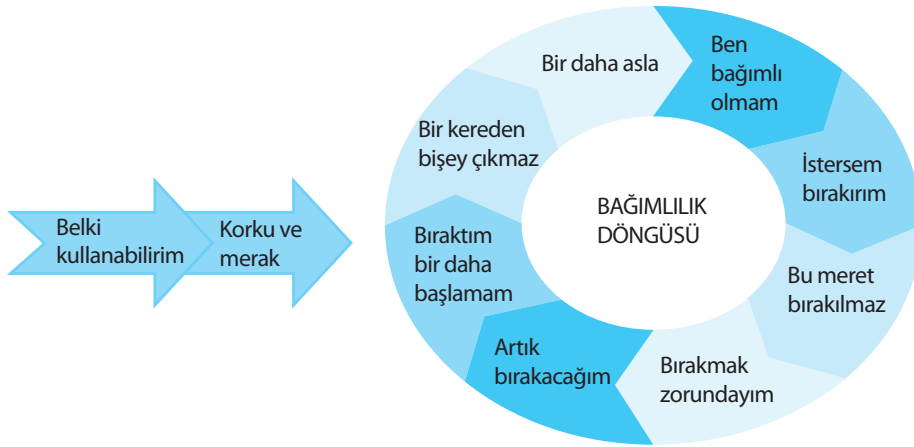 Belki
kullanabilirim
Korku ve
merak
Bir kereden
bişey çıkmaz
Bir daha asla
Ben
bağımlı
olmam
İstersem
bırakırım
Bu meret
bırakılmaz
Bırakmak
zorundayım
Artık
bırakacağım
Bıraktım
bir daha
başlamam
BAĞIMLILIK
DÖNGÜSÜ